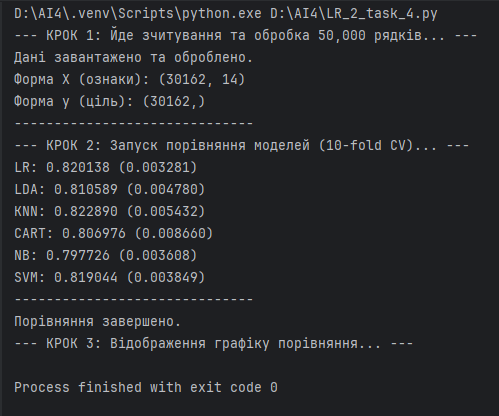 D:\AI4\.venv\Scripts\python.exe D:\AI4\LR_2_task_4.py
--- КРОК 1: Йде зчитування та обробка 50,000 рядків... ---
Дані завантажено та оброблено.
Форма X (ознаки): (30162, 14)
Форма y (ціль): (30162,)
------------------------------
--- КРОК 2: Запуск порівняння моделей (10-fold CV)... ---
LR: 0.820138 (0.003281)
LDA: 0.810589 (0.004780)
KNN: 0.822890 (0.005432)
CART: 0.806976 (0.008660)
NB: 0.797726 (0.003608)
SVM: 0.819044 (0.003849)
------------------------------
Порівняння завершено.
--- КРОК 3: Відображення графіку порівняння... ---
Process finished with exit code 0